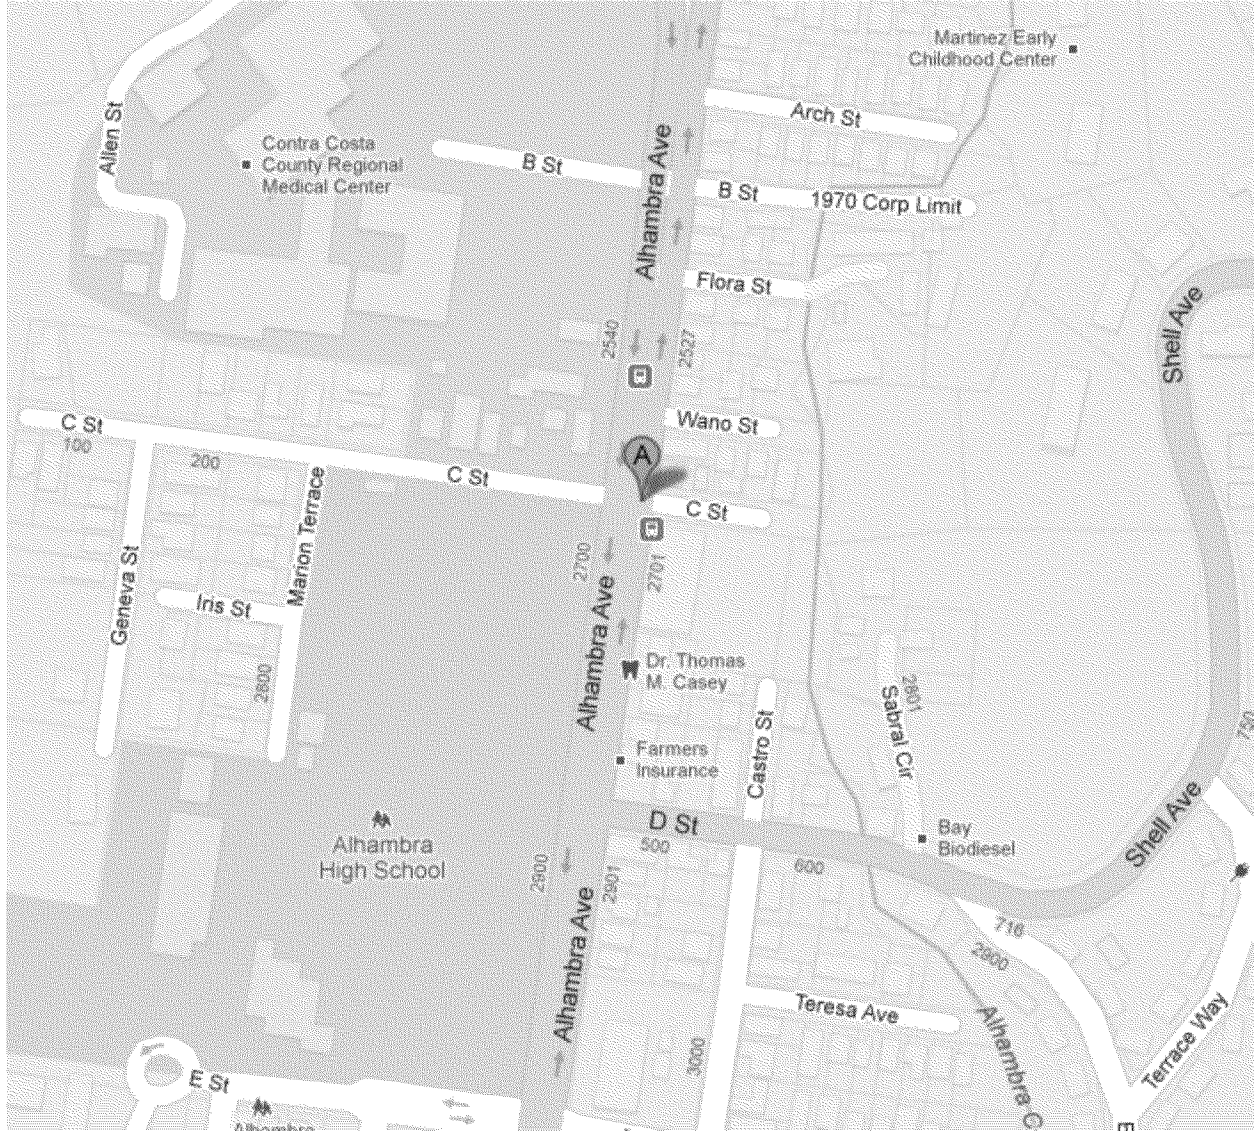 Martinez Early
Childhood Center
Arch St
Allen St
Contra Costa
County Regional
Medical Center
B St
Alhambra Ave
B St
1970 Corp Limit
Flora St
Shell Ave
2540
2527
C St
100
200
Wano St
A
C St
C St
Marion Terrace
Geneva St
Iris St
2700
2701
2800
Alhambra Ave
Dr. Thomas
M. Casey
2801
Sabral Cir
750
Castro St
Farmers
Insurance
D St
500
600
Shell Ave
Bay
Biodiesel
Alhambra
High School
2900
2901
Alhambra Ave
716
2900
Teresa Ave
Alhambra C
Terrace Way
3000
E St
Alhambra
E